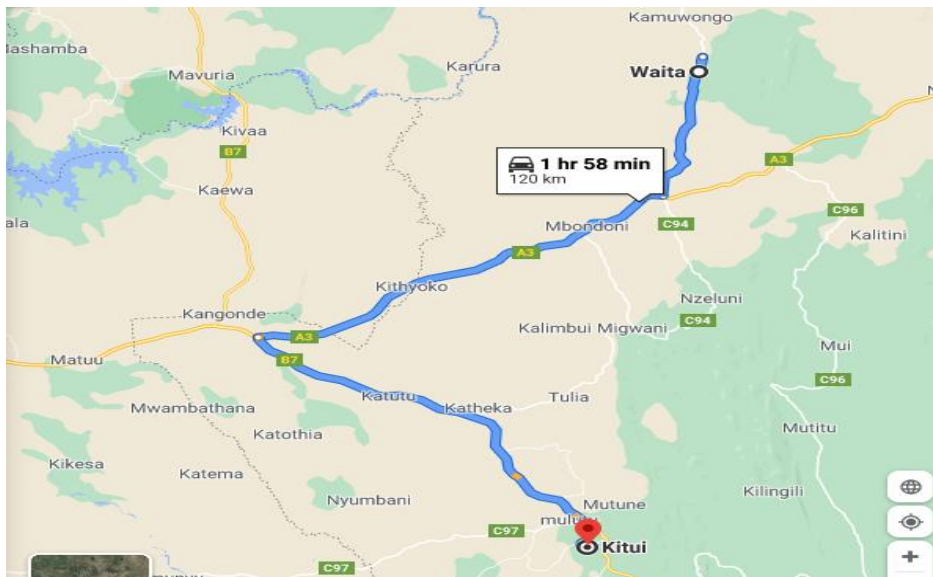 Kamuwongo
Mashamba
Karura
Waita
Mavuria
Kivaa
B7
1 hr 58 min
120 km
A3
Kaewa
C96
Mbondoni
C94
Kalitini
A3
Kithyoko
Nzeluni
Kangonde
C94
Kalimbui Migwani
A3
Mui
Matuu
B7
C96
Katutu
Tulia
Mwambathana
Katheka
Mutitu
Katothia
Kikesa
Katema
Kilingili
Nyumbani
Mutune
C97
Kitui
C97